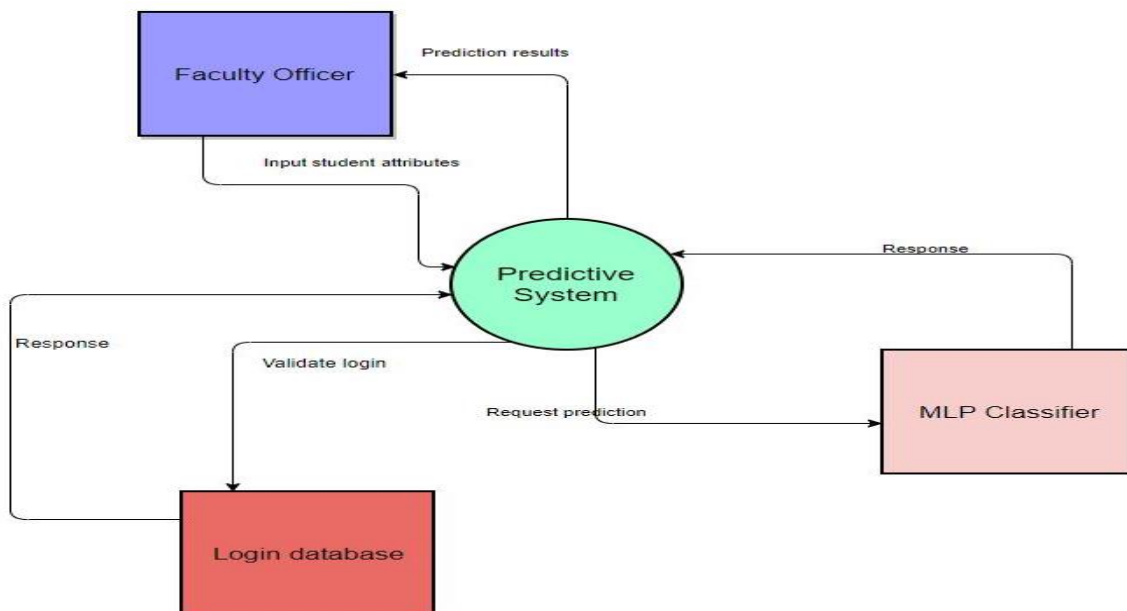 Prediction results
Faculty Officer
Input student attributes
Predictive
System
Response
Response
Validate login
Request prediction
MLP Classifier
Login database